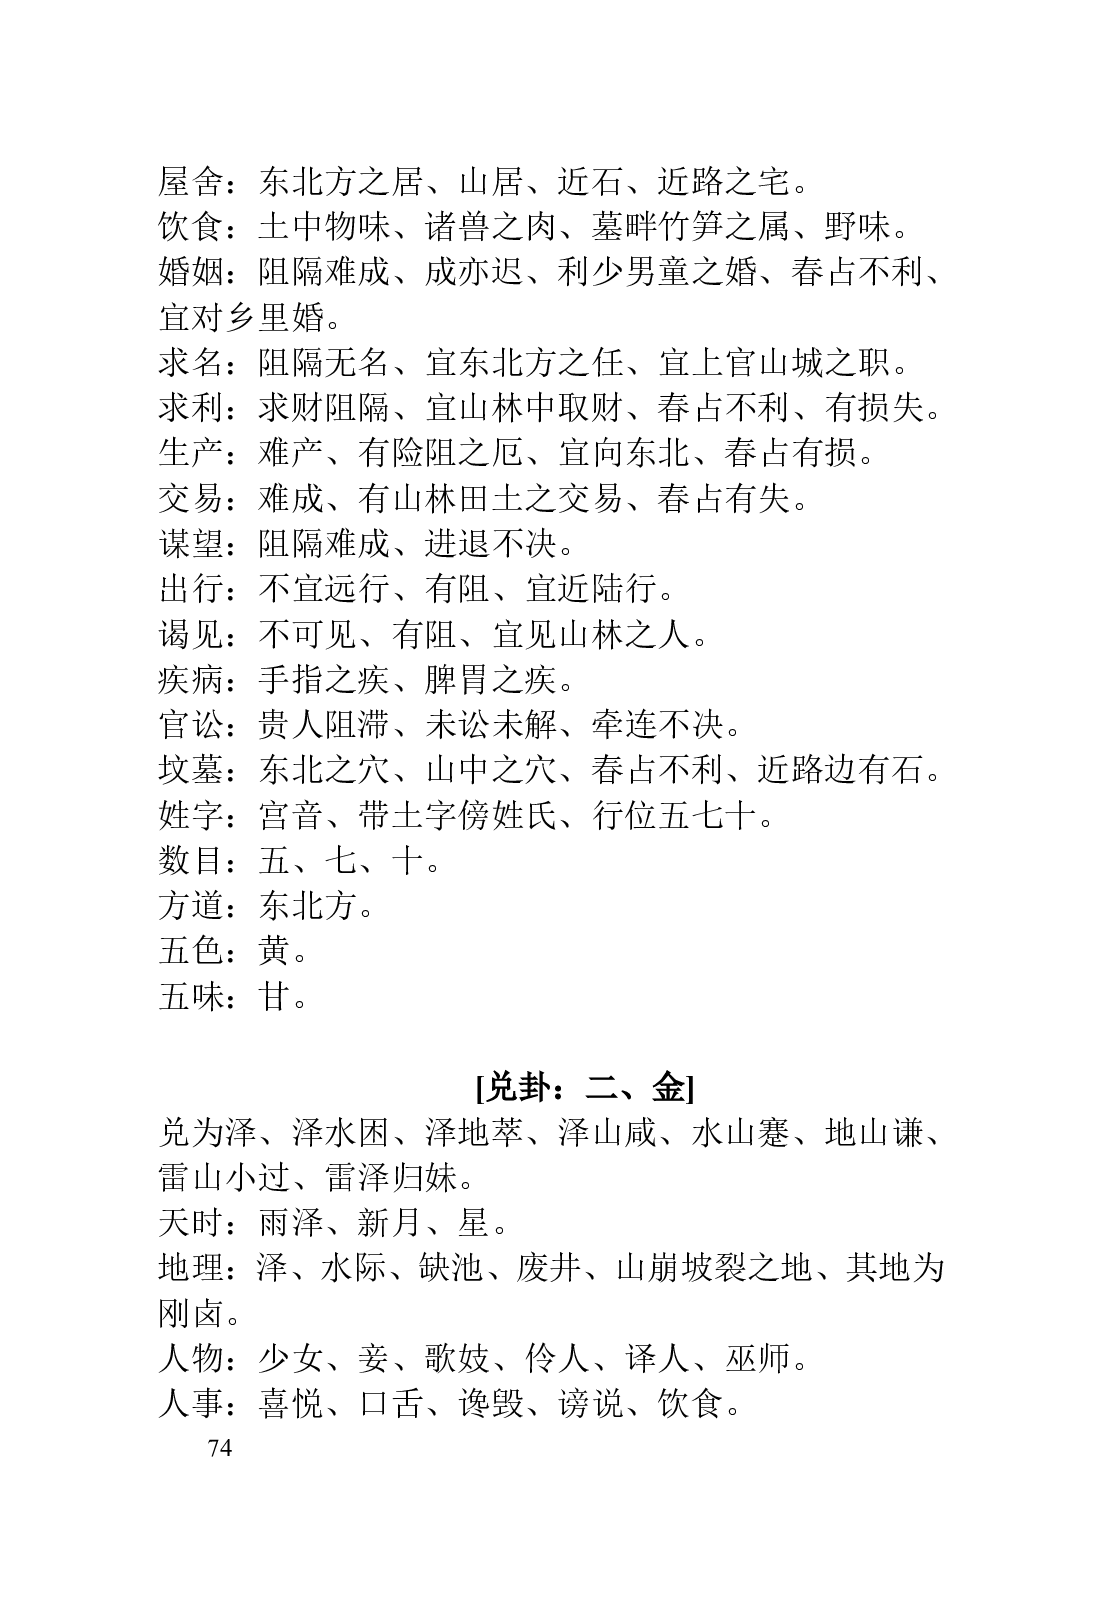 屋舍：东北方之居、山居、近石、近路之宅。
饮食：土中物味、诸兽之肉、墓畔竹笋之属、野味。
婚姻：阻隔难成、成亦迟、利少男童之婚、春占不利、
宜对乡里婚。
求名：阻隔无名、宜东北方之任、宜上官山城之职。
求利：求财阻隔、宜山林中取财、春占不利、有损失。
生产：难产、有险阻之厄、宜向东北、春占有损。
交易：难成、有山林田土之交易、春占有失。
谋望：阻隔难成、进退不决。
出行：不宜远行、有阻、宜近陆行。
谒见：不可见、有阻、宜见山林之人。
疾病：手指之疾、脾胃之疾。
官讼：贵人阻滞、未讼未解、牵连不决。
坟墓：东北之穴、山中之穴、春占不利、近路边有石。
姓字：宫音、带土字傍姓氏、行位五七十。
数目：五、七、十。
方道：东北方。
五色：黄。
五味：甘。
[兑卦：二、金]
兑为泽、泽水困、泽地萃、泽山咸、水山蹇、地山谦、
雷山小过、雷泽归妹。
天时：雨泽、新月、星。
地理：泽、水际、缺池、废井、山崩坡裂之地、其地为
刚卤。
人物：少女、妾、歌妓、伶人、译人、巫师。
人事：喜悦、口舌、谗毁、谤说、饮食。
74